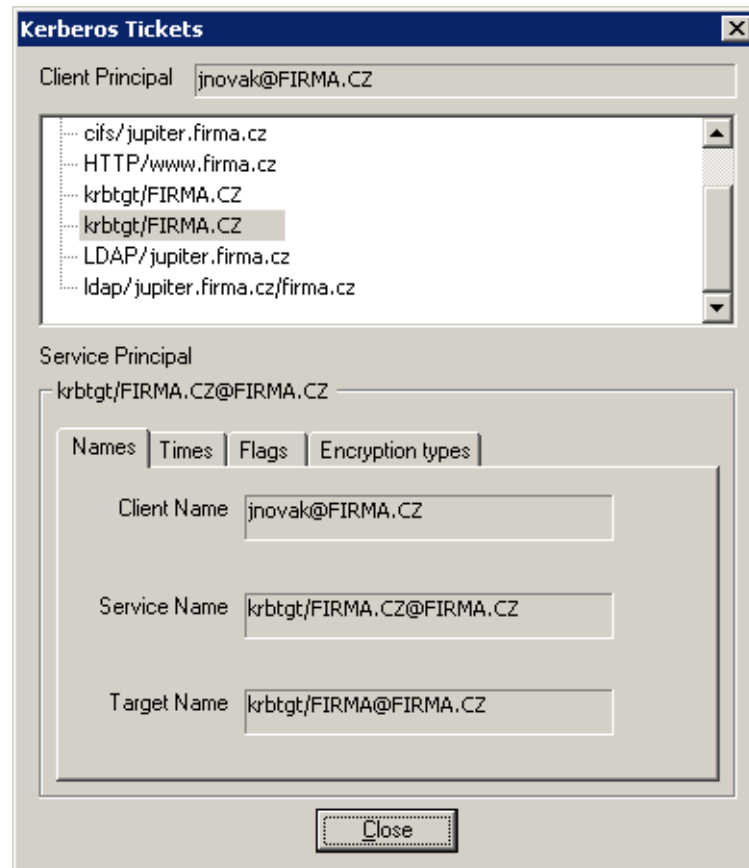 Kerberos Tickets
Client Principal jnovak@FIRMA.CZ
cifs/jupiter.firma.cz
HTTP/www.firma.cz
krbtgt/FIRMA.CZ
krbtgt/FIRMA.CZ
LDAP/jupiter.firma.cz
ldap/jupiter.firma.cz/firma.cz
Service Principal
krbtgt/FIRMA.CZ@FIRMA.CZ
Names Times Flags Encryption types
Client Name jnovak@FIRMA.CZ
Service Name krbtgt/FIRMA.CZ@FIRMA.CZ
Target Name krbtgt/FIRMA@FIRMA.CZ
Close